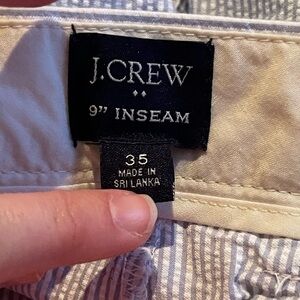 J.CREW
9" INSEAM
35
MADE IN
SRI LANKA